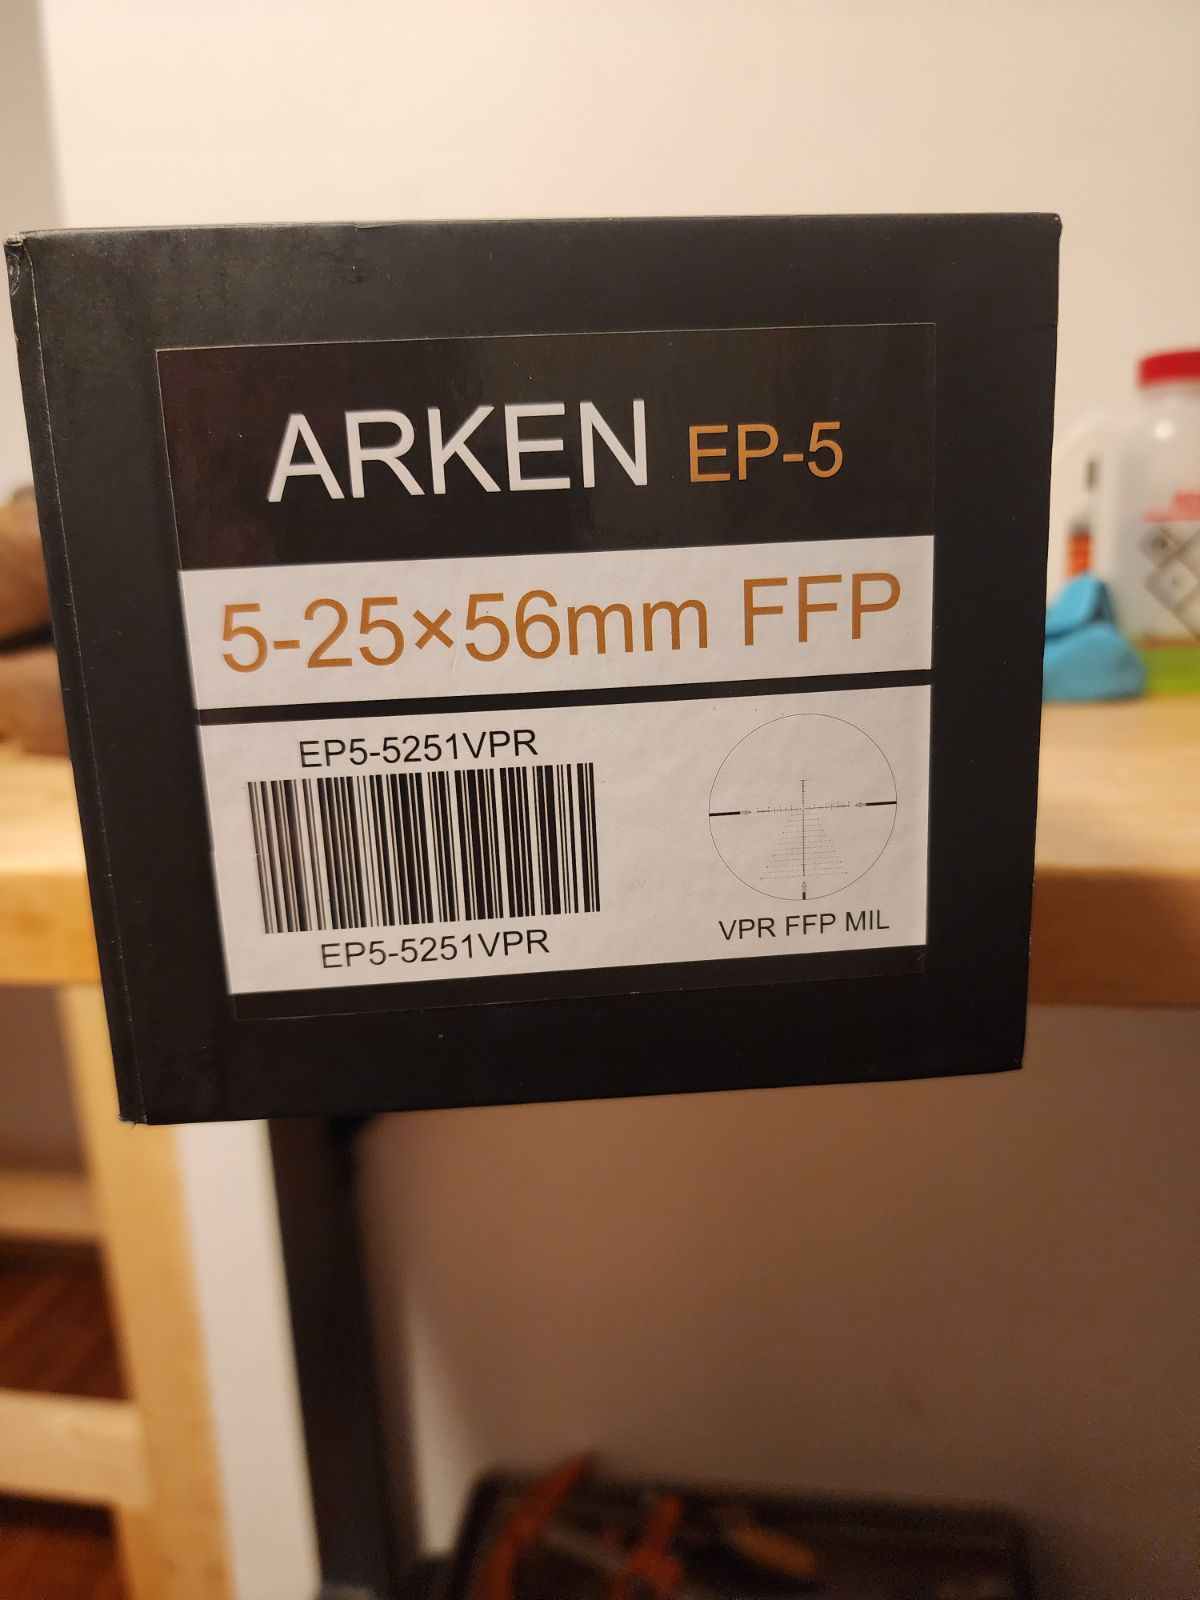 ARKEN EP-5
5-25×56mm FFP
EP5-5251VPR
EP5-5251VPR
VPR FFP MIL